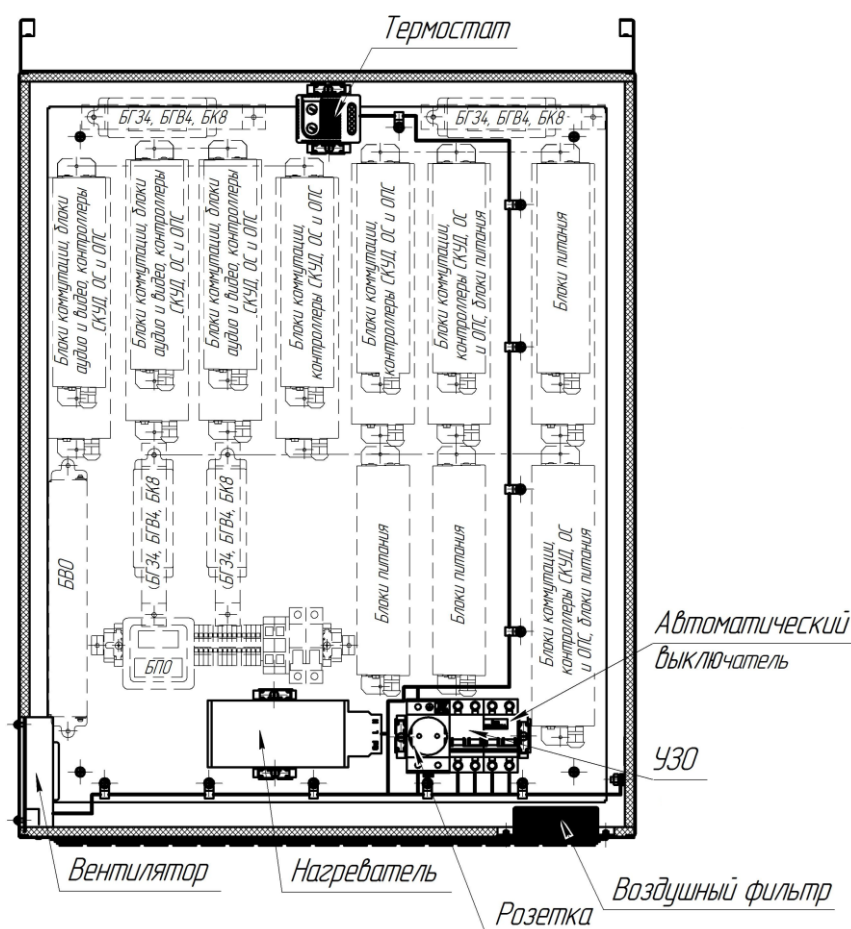 Термостат
БГЗ4, БГВ4, БК8
БГЗ4, БГВ4, БК8
Блоки коммутации, блоки
аудио и видео, контроллеры
СКУД, ОС и ОПС
Блоки коммутации, блоки
аудио и видео, контроллеры
СКУД, ОС и ОПС
Блоки коммутации, блоки
аудио и видео, контроллеры
СКУД, ОС и ОПС
Блоки коммутации,
контроллеры СКУД, ОС и ОПС
Блоки коммутации,
контроллеры СКУД, ОС и ОПС
Блоки коммутации,
контроллеры СКУД, ОС
и ОПС, блоки питания
Блоки питания
БВО
БГЗ4, БГВ4, БК8
БГЗ4, БГВ4, БК8
Блоки питания
Блоки питания
Блоки коммутации,
контроллеры СКУД, ОС
и ОПС, блоки питания
БПО
Автоматический
выключатель
УЗО
Вентилятор
Нагреватель
Розетка
Воздушный фильтр